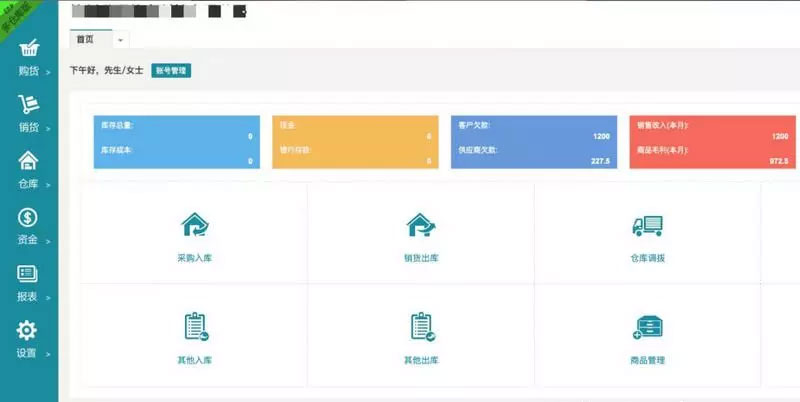 多仓库版
购货 >
销货 >
仓库 >
资金 >
报表 >
设置 >
首页
下午好，先生/女士 账号管理
库存总量: 0
库存成本: 0
现金: 0
银行存款: 0
客户欠款: 1200
供应商欠款: 227.5
销售收入(本月): 1200
商品毛利(本月): 972.5
采购入库
销货出库
仓库调拨
其他入库
其他出库
商品管理